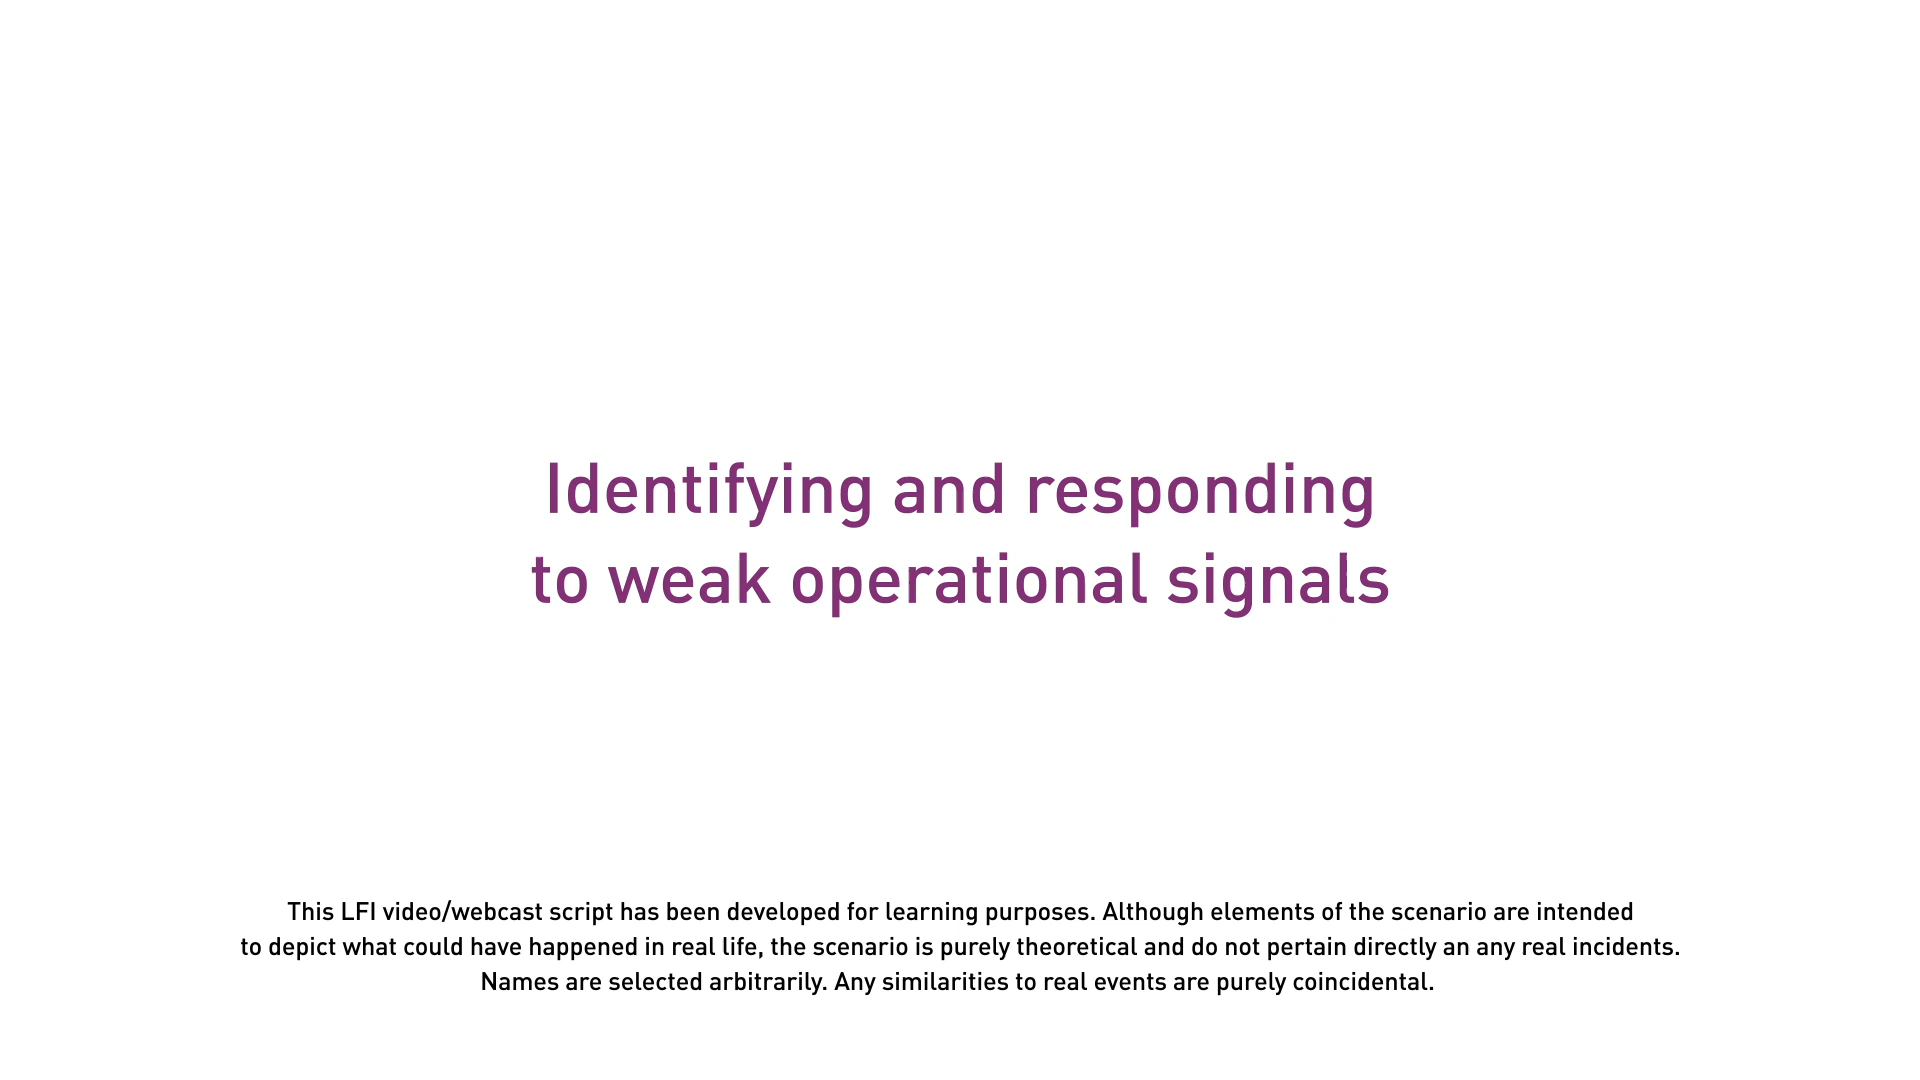 Identifying and responding
to weak operational signals
This LFI video/webcast script has been developed for learning purposes. Although elements of the scenario are intended
to depict what could have happened in real life, the scenario is purely theoretical and do not pertain directly an any real incidents.
Names are selected arbitrarily. Any similarities to real events are purely coincidental.